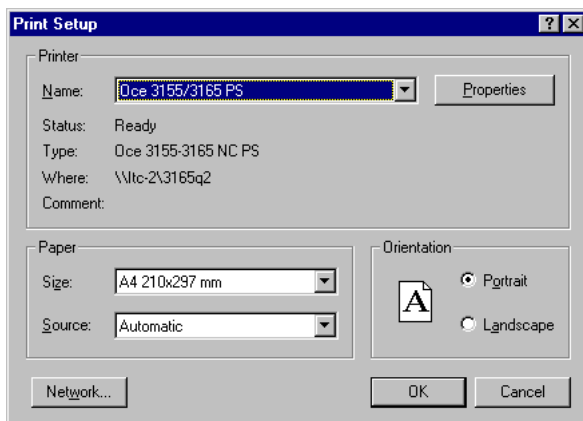 Print Setup
Printer
Name: Oce 3155/3165 PS Properties
Status: Ready
Type: Oce 3155-3165 NC PS
Where: \\ltc-2\3165q2
Comment:
Paper
Size: A4 210x297 mm
Source: Automatic
Orientation
A
Portrait
Landscape
Network... OK Cancel